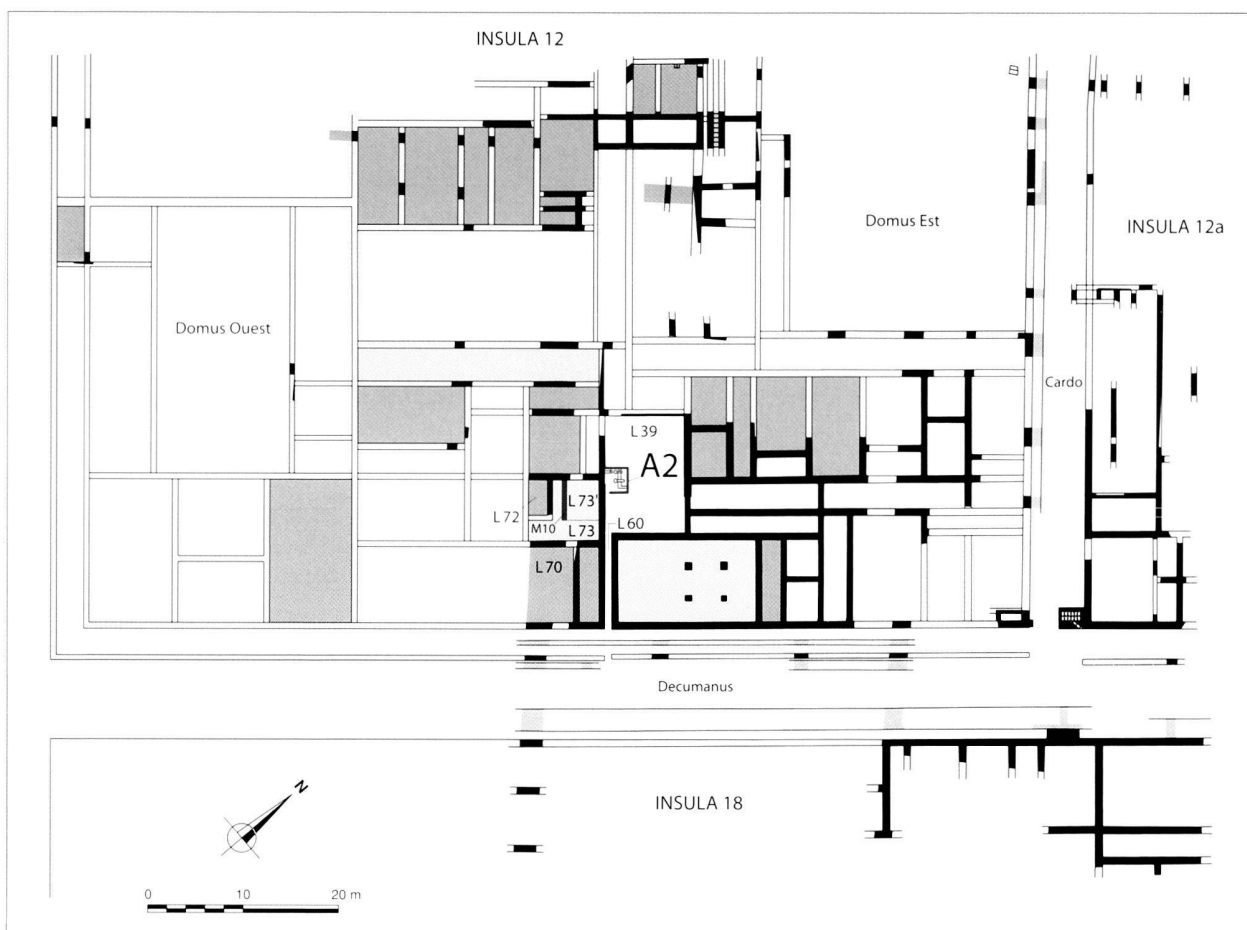 INSULA 12
Domus Est
INSULA 12a
Domus Ouest
Cardo
L 39
A2
L 72
L 73'
M10
L 73
L 60
L 70
Decumanus
N
INSULA 18
0 10 20 m